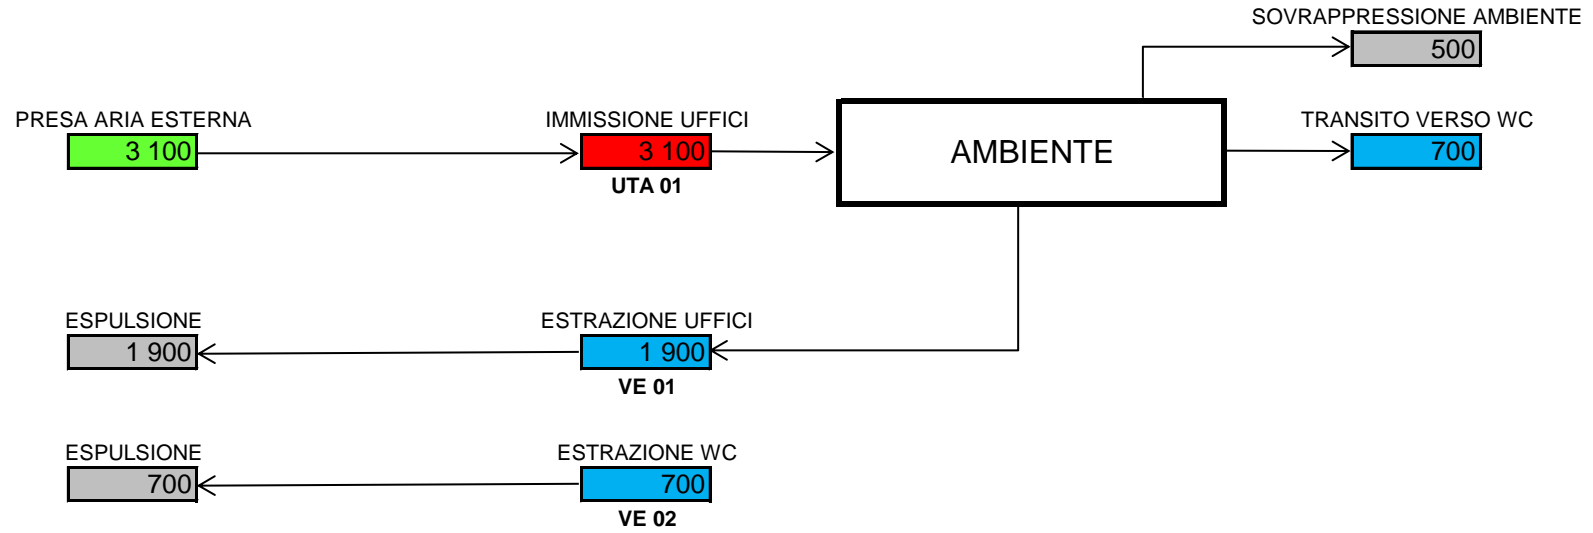 SOVRAPPRESSIONE AMBIENTE
500
PRESA ARIA ESTERNA
3 100
IMMISSIONE UFFICI
3 100
UTA 01
AMBIENTE
TRANSITO VERSO WC
700
ESPULSIONE
1 900
ESTRAZIONE UFFICI
1 900
VE 01
ESPULSIONE
700
ESTRAZIONE WC
700
VE 02